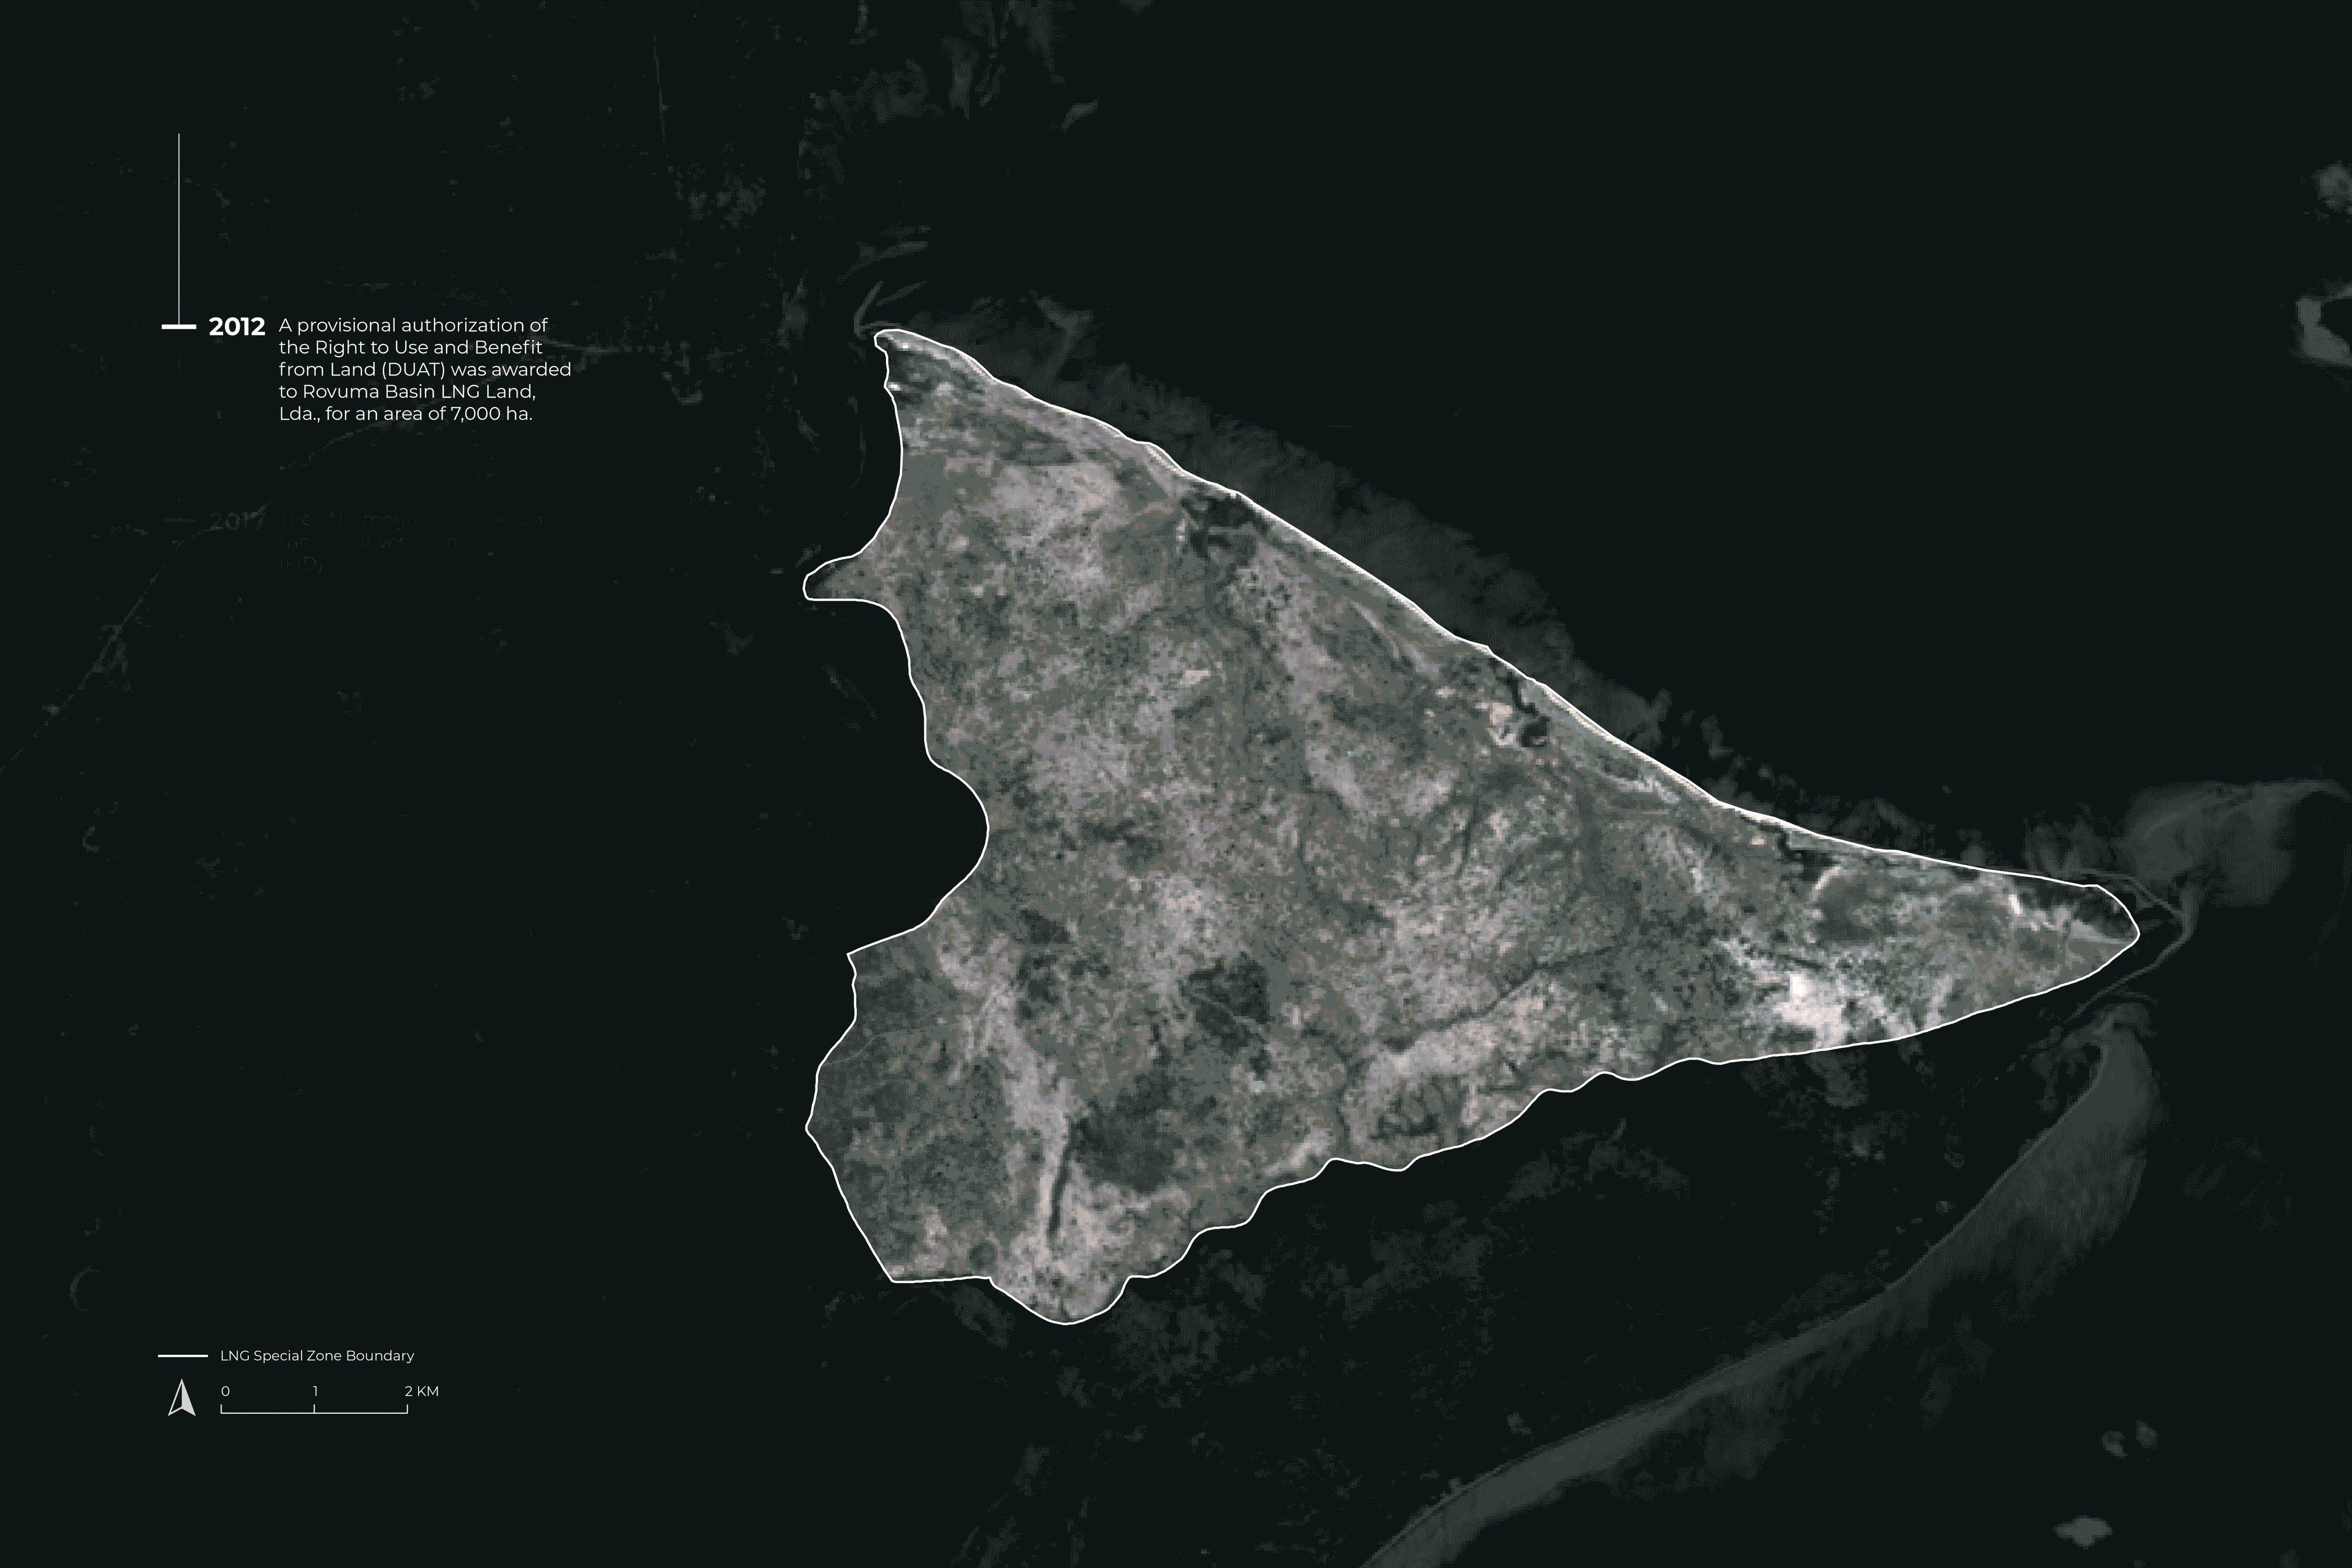 2012
A provisional authorization of
the Right to Use and Benefit
from Land (DUAT) was awarded
to Rovuma Basin LNG Land,
Lda., for an area of 7,000 ha.
2017
(FID)
LNG Special Zone Boundary
0 1 2 KM